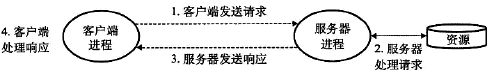 1. 客户端发送请求
4. 客户端
处理响应
客户端
进程
服务器
进程
资源
3. 服务器发送响应
2. 服务器
处理请求